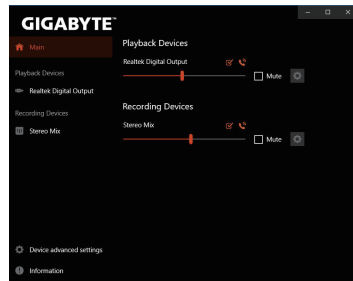 GIGABYTE™
Main
Playback Devices
Realtek Digital Output
Recording Devices
Stereo Mix
Device advanced settings
Information
Playback Devices
Realtek Digital Output
Mute
Recording Devices
Stereo Mix
Mute